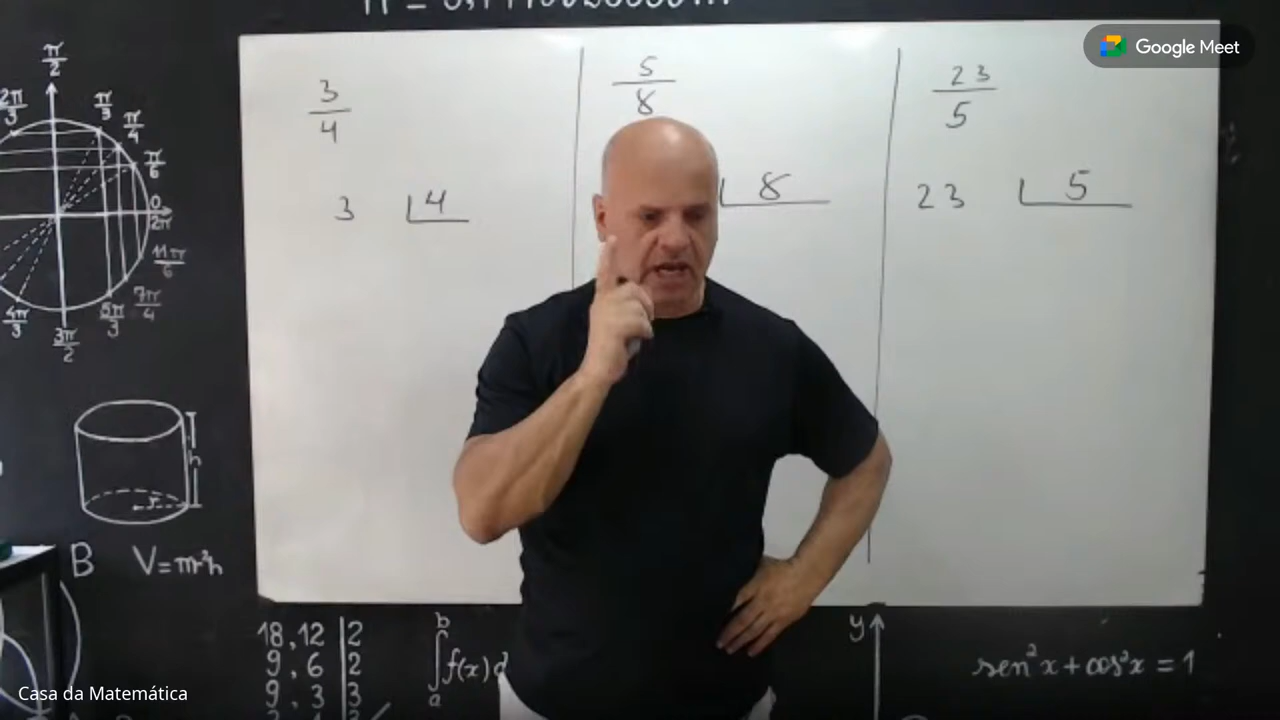 Google Meet
3/4
5/8
23/5
3 4
8
23 5
π/2
2π/3
π/3
π/4
π/6
0
2π
11π/6
7π/4
5π/3
3π/2
4π/3
h
r
B V=πr²h
18,12|2
9,6|2
9,3|3
b
∫f(x)d
a
y
sen²x+cos²x=1
Casa da Matemática